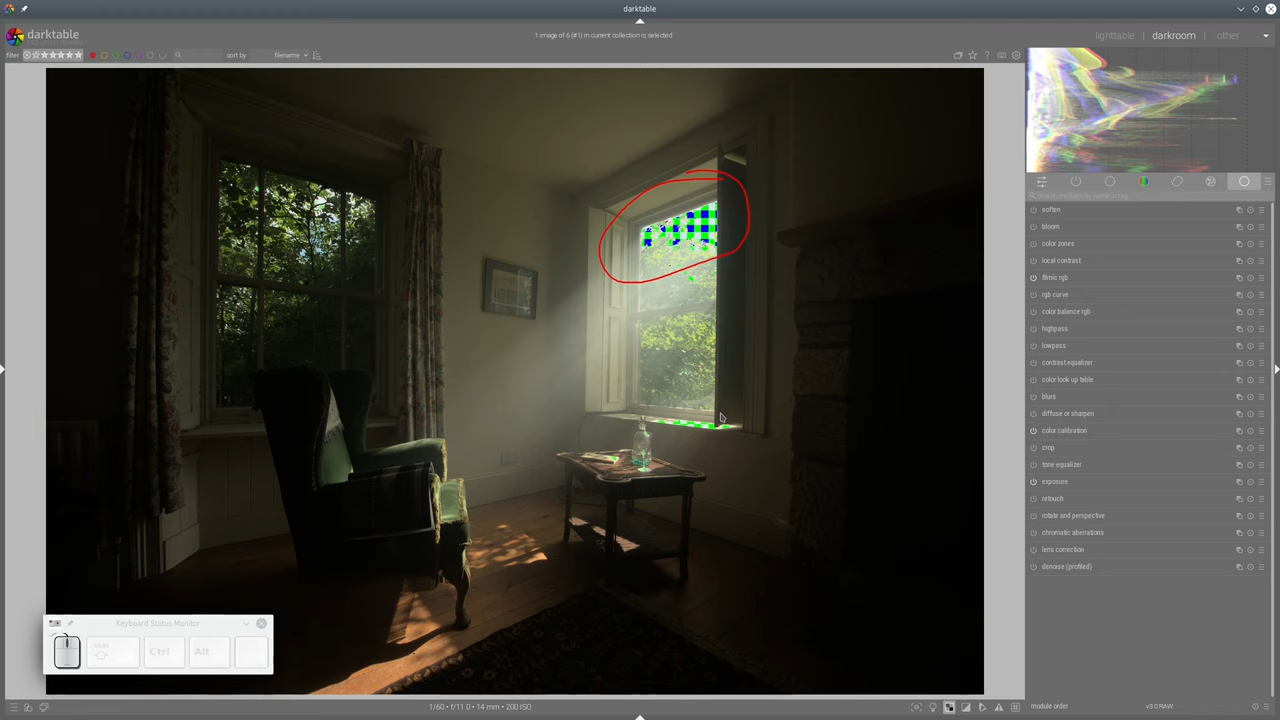 darktable
darktable
1 image of 6 (#1) in current collection is selected
lighttable | darkroom | other
filter
sort by filename
soften
bloom
color zones
local contrast
filmic rgb
rgb curve
color balance rgb
highpass
lowpass
contrast equalizer
color look up table
blurs
diffuse or sharpen
color calibration
crop
tone equalizer
exposure
retouch
rotate and perspective
chromatic aberrations
lens correction
denoise (profiled)
Keyboard Status Monitor
Shift
Ctrl
Alt
1/60 • f/11.0 • 14 mm • 200 ISO
module order v3.0 RAW